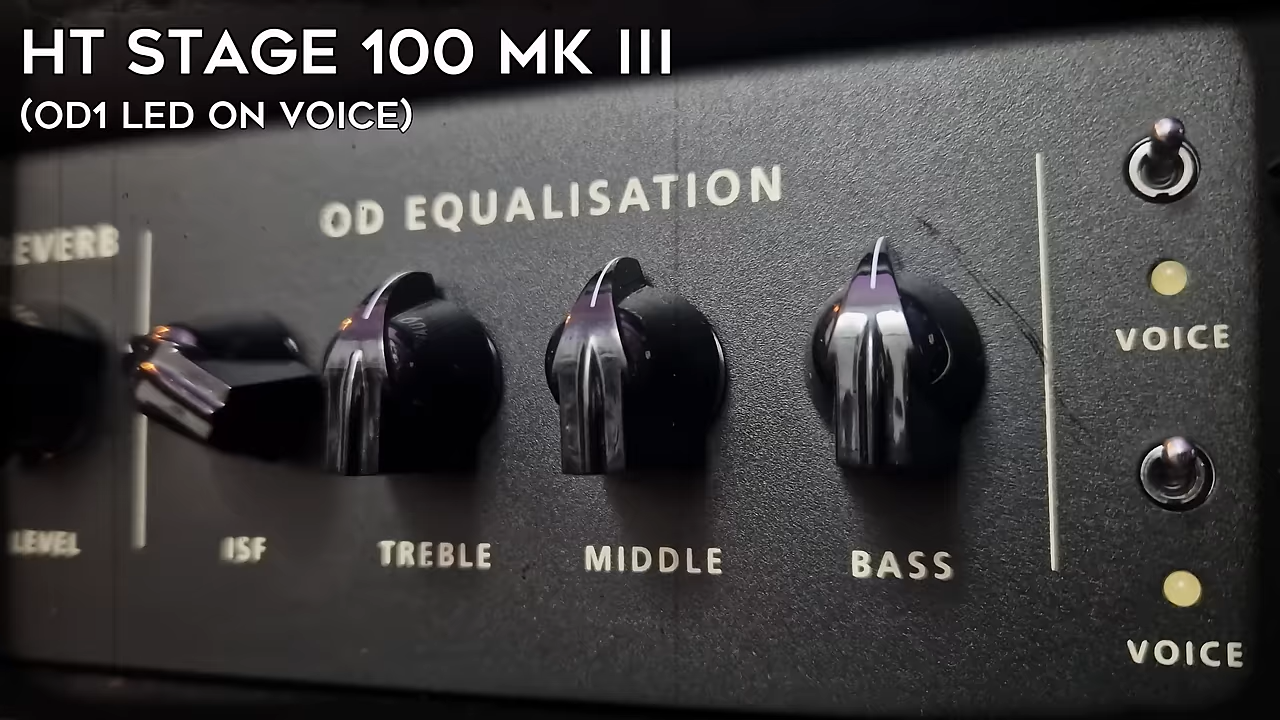 HT STAGE 100 MK III
(OD1 LED ON VOICE)
OD EQUALISATION
EVERB
LEVEL
ISF
TREBLE
MIDDLE
BASS
VOICE
VOICE